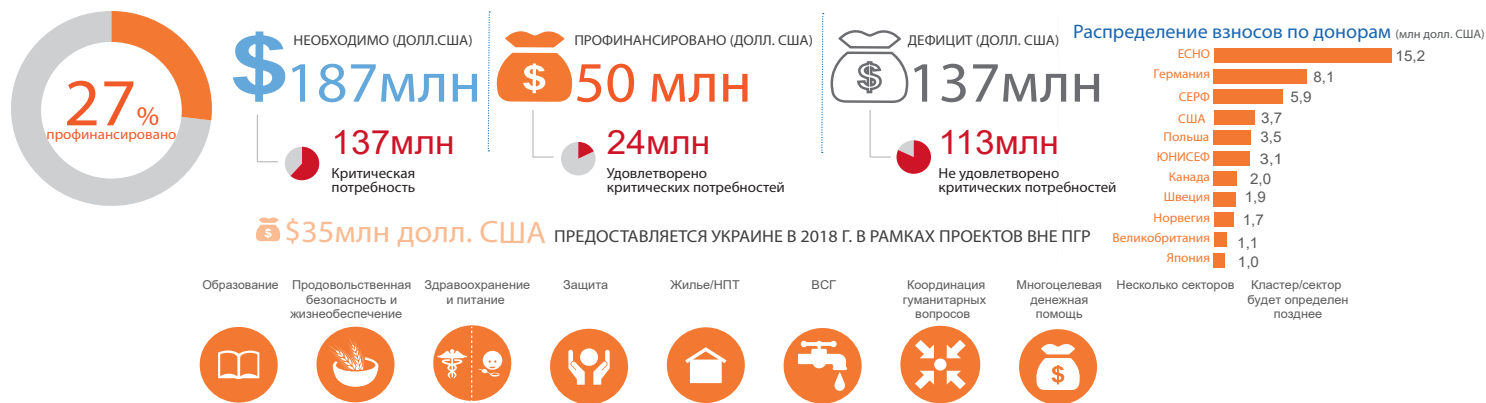 27 %
профинансировано
$
НЕОБХОДИМО (ДОЛЛ.США)
187млн
137млн
Критическая
потребность
$
ПРОФИНАНСИРОВАНО (ДОЛЛ. США)
50 млн
24млн
Удовлетворено
критических потребностей
$
ДЕФИЦИТ (ДОЛЛ. США)
137млн
113млн
Не удовлетворено
критических потребностей
$
$35млн долл. США ПРЕДОСТАВЛЯЕТСЯ УКРАИНЕ В 2018 Г. В РАМКАХ ПРОЕКТОВ ВНЕ ПГР
Распределение взносов по донорам (млн долл. США)
ECHO 15,2
Германия 8,1
СЕРФ 5,9
США 3,7
Польша 3,5
ЮНИСЕФ 3,1
Канада 2,0
Швеция 1,9
Норвегия 1,7
Великобритания 1,1
Япония 1,0
Образование
Продовольственная
безопасность и
жизнеобеспечение
Здравоохранение
и питание
Защита
Жилье/НПТ
ВСГ
Координация
гуманитарных
вопросов
Многоцелевая
денежная
помощь
Несколько секторов
Кластер/сектор
будет определен
позднее
$